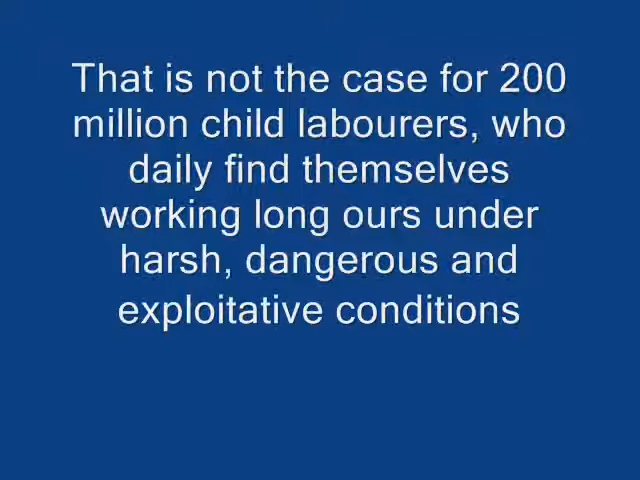 That is not the case for 200
million child labourers, who
daily find themselves
working long ours under
harsh, dangerous and
exploitative conditions